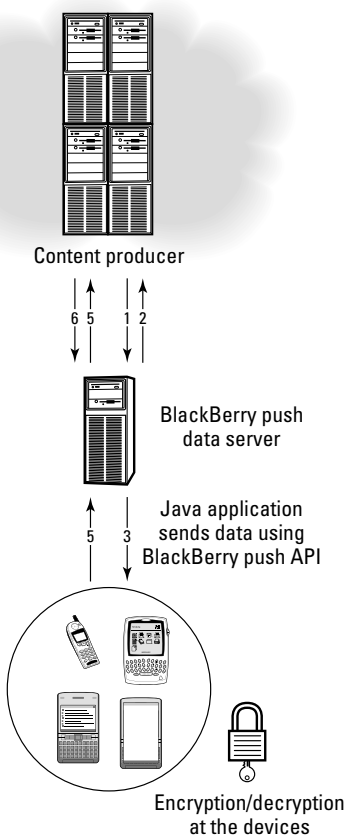 Content producer
6 5 1 2
BlackBerry push
data server
5 3
Java application
sends data using
BlackBerry push API
Encryption/decryption
at the devices